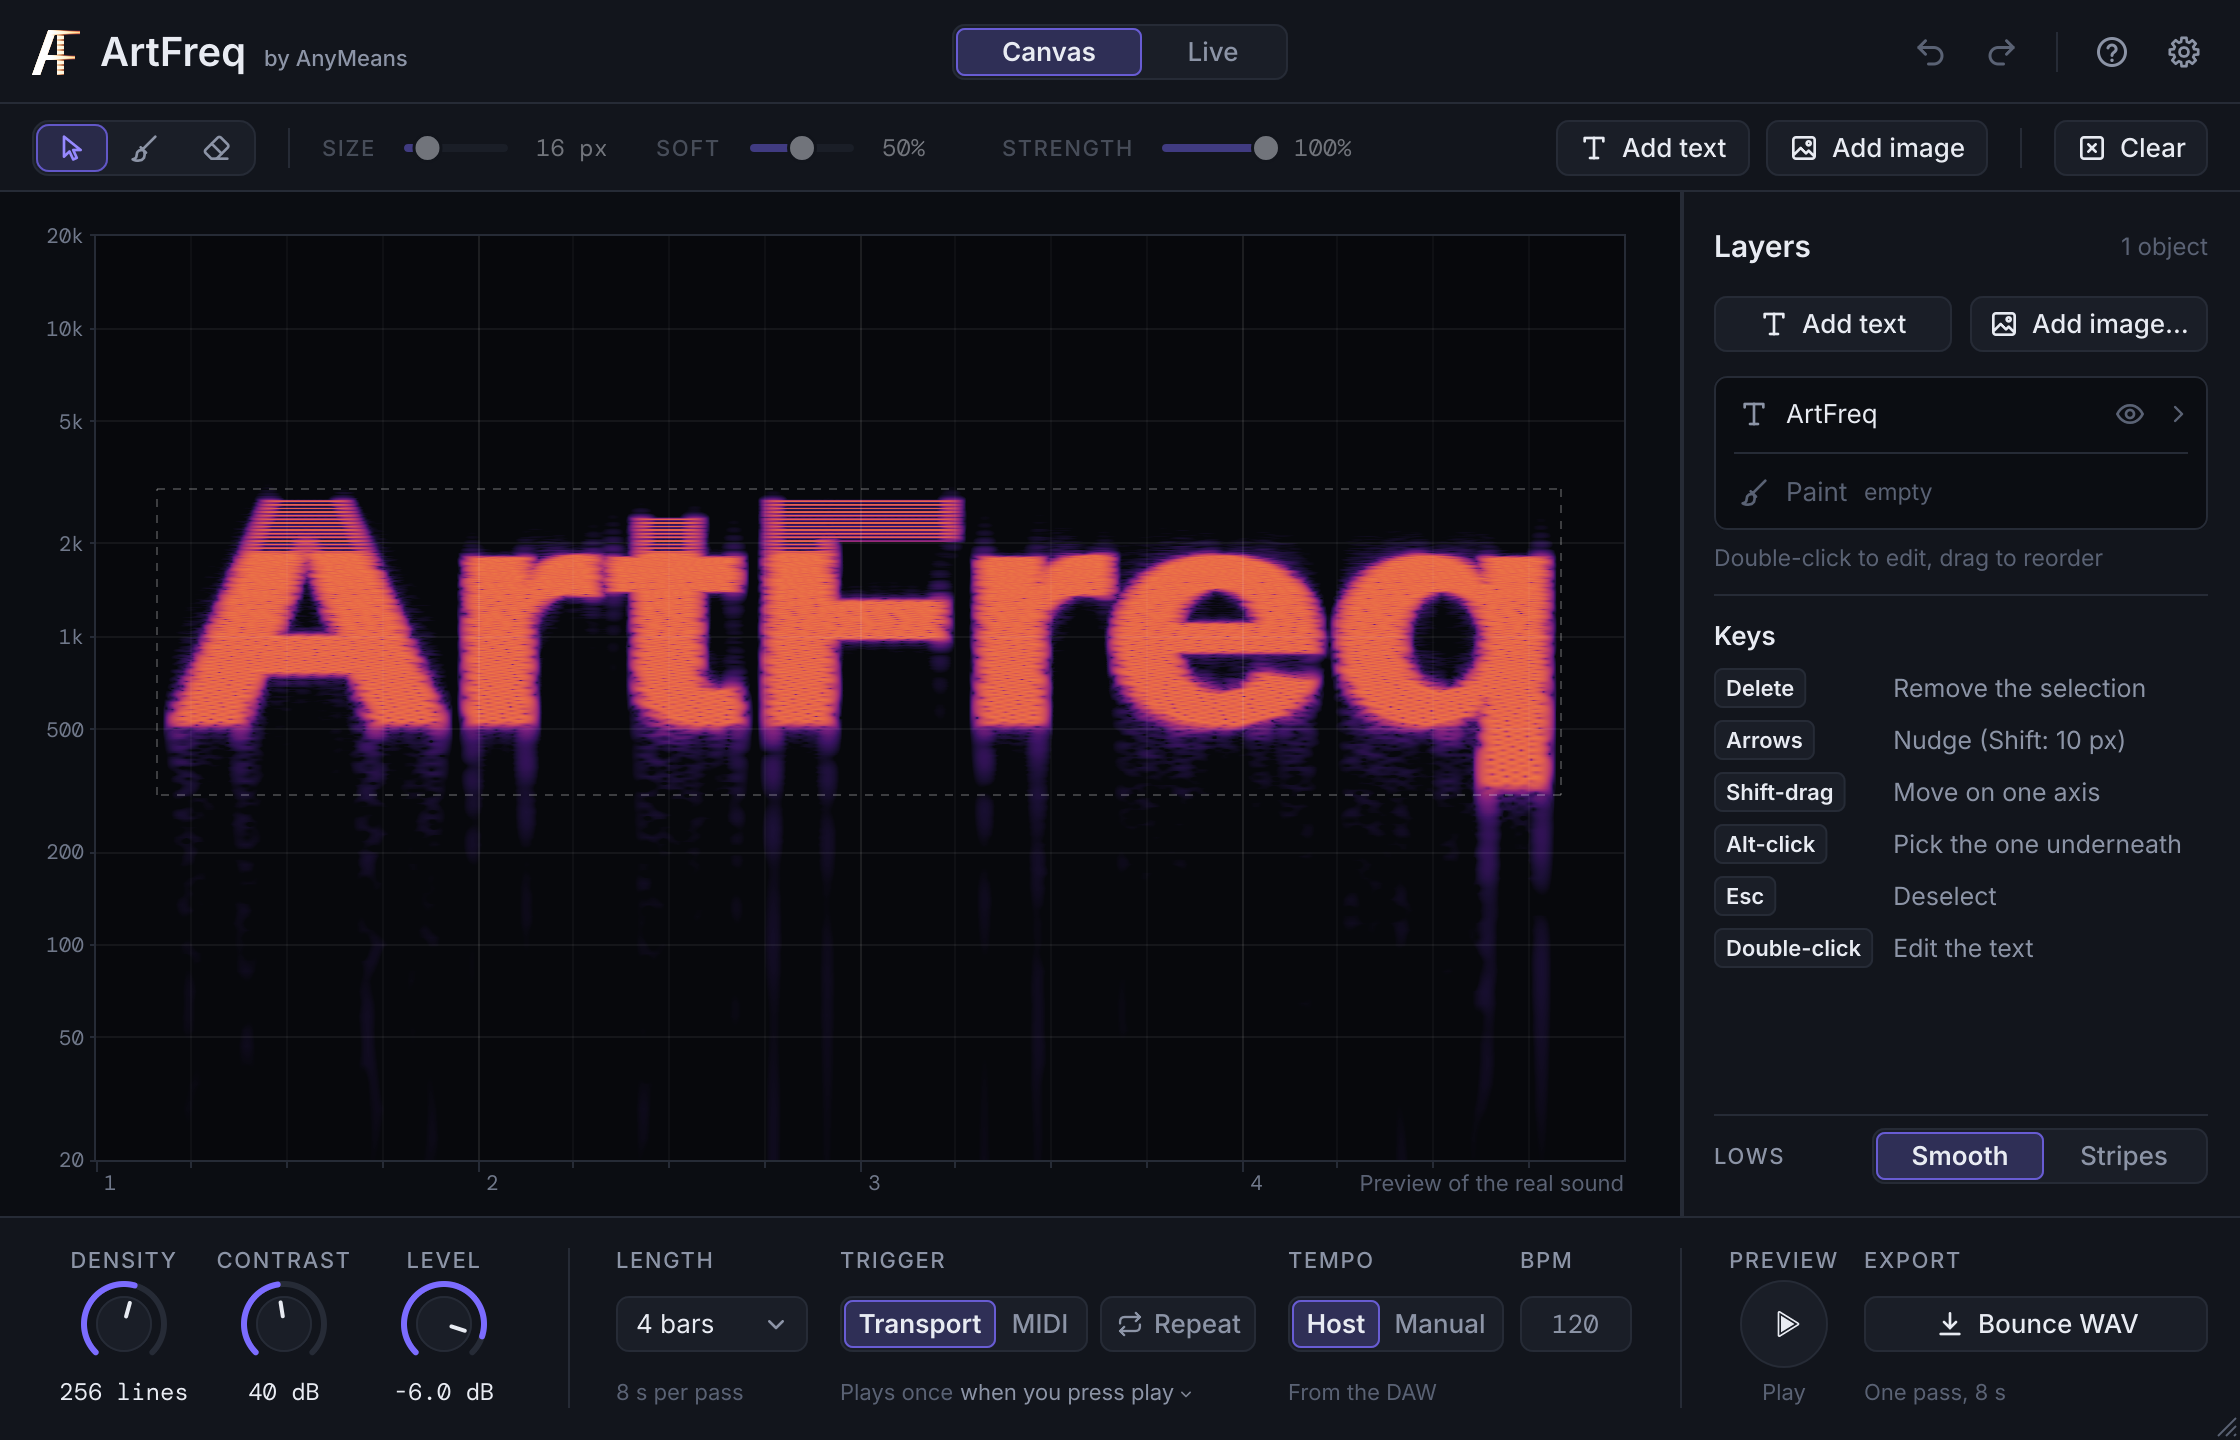 ArtFreq by AnyMeans
Canvas Live
SIZE 16 px SOFT 50% STRENGTH 100%
Add text Add image Clear
20k
10k
5k
2k
1k
500
200
100
50
20
ArtFreq
1 2 3 4 Preview of the real sound
Layers 1 object
Add text Add image...
ArtFreq
Paint empty
Double-click to edit, drag to reorder
Keys
Delete Remove the selection
Arrows Nudge (Shift: 10 px)
Shift-drag Move on one axis
Alt-click Pick the one underneath
Esc Deselect
Double-click Edit the text
LOWS Smooth Stripes
DENSITY CONTRAST LEVEL LENGTH TRIGGER TEMPO BPM PREVIEW EXPORT
4 bars Transport MIDI Repeat Host Manual 120 Bounce WAV
256 lines 40 dB -6.0 dB 8 s per pass Plays once when you press play From the DAW Play One pass, 8 s